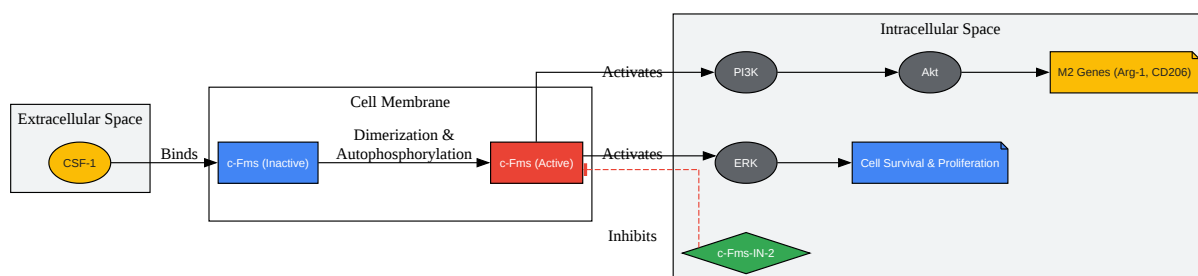 Extracellular Space
CSF-1
Binds
Cell Membrane
c-Fms (Inactive)
Dimerization &
Autophosphorylation
c-Fms (Active)
Activates
Activates
Inhibits
Intracellular Space
PI3K
Akt
M2 Genes (Arg-1, CD206)
ERK
Cell Survival & Proliferation
c-Fms-IN-2